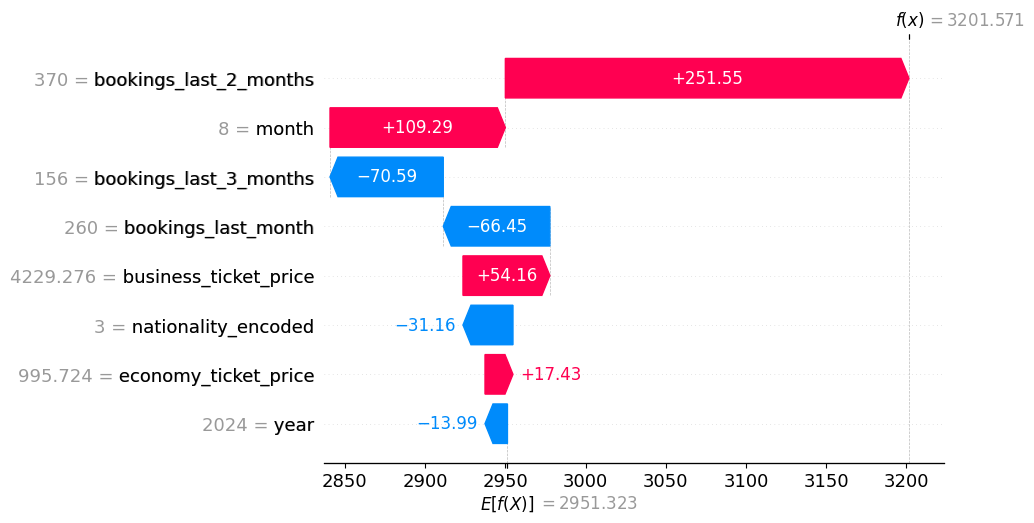 f(x) = 3201.571
370 = bookings_last_2_months
+251.55
8 = month
+109.29
156 = bookings_last_3_months
−70.59
260 = bookings_last_month
−66.45
4229.276 = business_ticket_price
+54.16
3 = nationality_encoded
−31.16
995.724 = economy_ticket_price
+17.43
2024 = year
−13.99
2850 2900 2950 3000 3050 3100 3150 3200
E[f(X)] = 2951.323